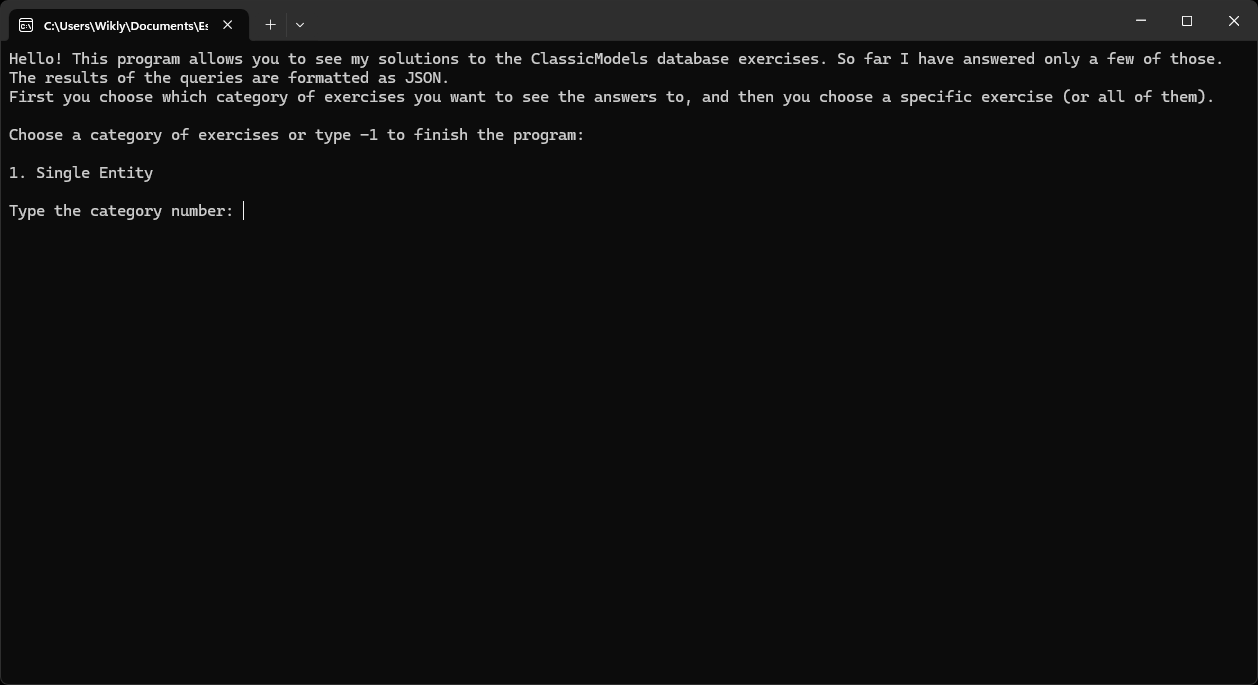 C:\Users\Wikly\Documents\Es
Hello! This program allows you to see my solutions to the ClassicModels database exercises. So far I have answered only a few of those.
The results of the queries are formatted as JSON.
First you choose which category of exercises you want to see the answers to, and then you choose a specific exercise (or all of them).
Choose a category of exercises or type -1 to finish the program:
1. Single Entity
Type the category number: